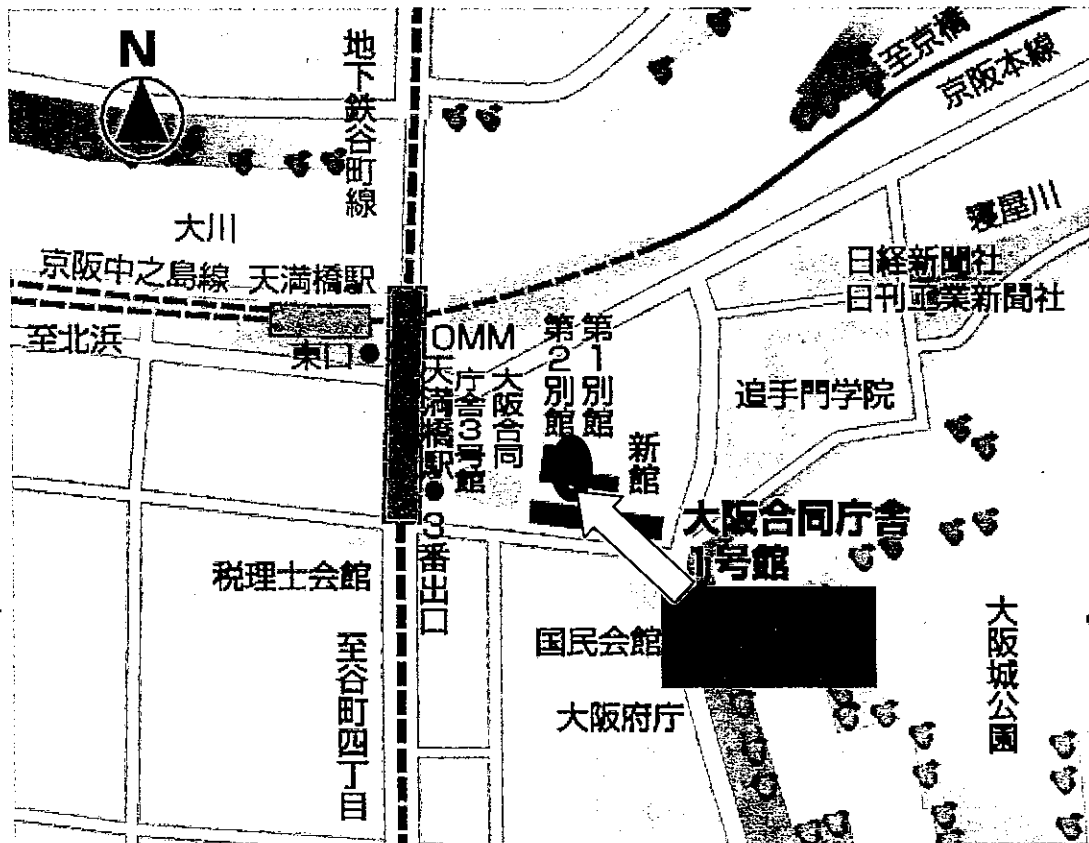 N
地下鉄谷町線
至京橋
京阪本線
大川
寝屋川
京阪中之島線
天満橋駅
日経新聞社
日刊工業新聞社
至北浜
東口
OMM
天満橋駅
大阪合同
庁舎3号館
第1別館
第2別館
新館
追手門学院
3番出口
大阪合同庁舎
1号館
税理士会館
国民会館
大阪府庁
大阪城公園
至谷町四丁目